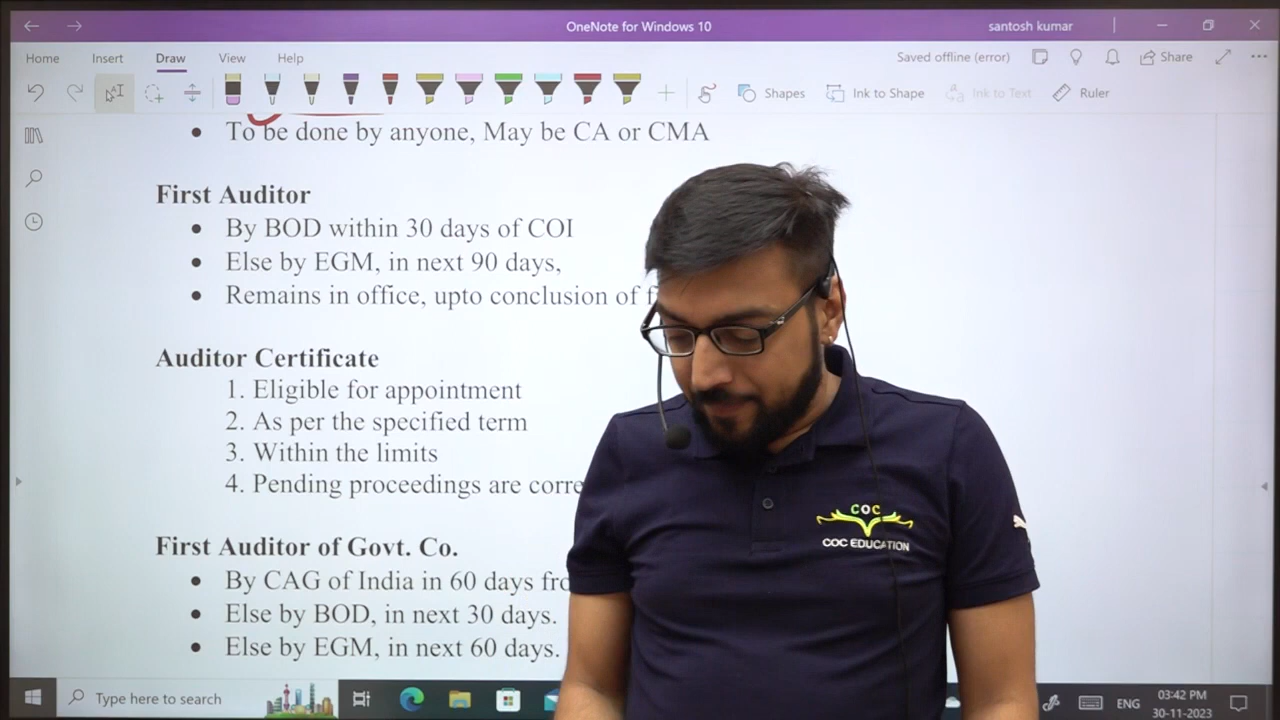 OneNote for Windows 10
santosh kumar
Home Insert Draw View Help
Saved offline (error)
Share
Shapes
Ink to Shape
Ink to Text
Ruler
• To be done by anyone, May be CA or CMA
First Auditor
• By BOD within 30 days of COI
• Else by EGM, in next 90 days,
• Remains in office, upto conclusion of
Auditor Certificate
1. Eligible for appointment
2. As per the specified term
3. Within the limits
4. Pending proceedings are
First Auditor of Govt. Co.
• By CAG of India in 60 days
• Else by BOD, in next 30 days.
• Else by EGM, in next 60 days.
COC
COC EDUCATION
Type here to search
ENG
03:42 PM
30-11-2023